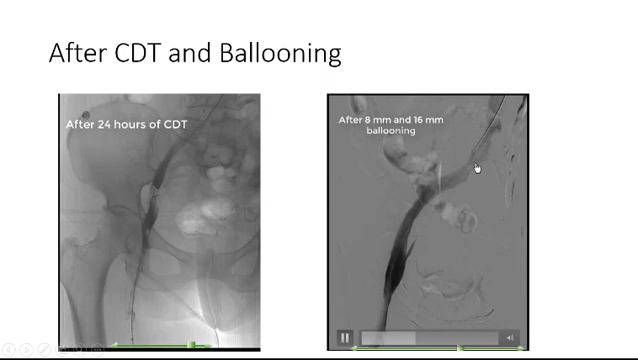 After CDT and Ballooning
After 24 hours of CDT
After 8 mm and 16 mm
ballooning